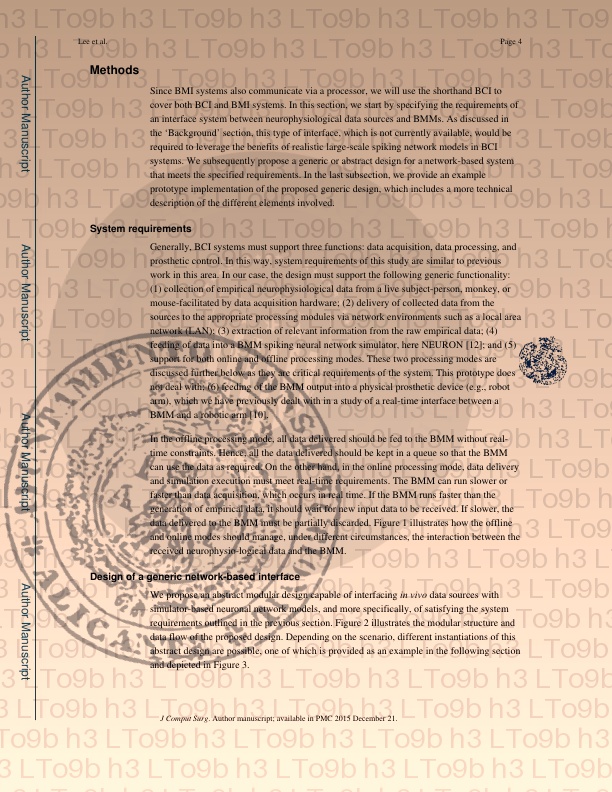 Lee et al.
Page 4
Methods
Since BMI systems also communicate via a processor, we will use the shorthand BCI to
cover both BCI and BMI systems. In this section, we start by specifying the requirements of
an interface system between neurophysiological data sources and BMMs. As discussed in
the ‘Background’ section, this type of interface, which is not currently available, would be
required to leverage the benefits of realistic large-scale spiking network models in BCI
systems. We subsequently propose a generic or abstract design for a network-based system
that meets the specified requirements. In the last subsection, we provide an example
prototype implementation of the proposed generic design, which includes a more technical
description of the different elements involved.
System requirements
Generally, BCI systems must support three functions: data acquisition, data processing, and
prosthetic control. In this way, system requirements of this study are similar to previous
work in this area. In our case, the design must support the following generic functionality:
(1) collection of empirical neurophysiological data from a live subject-person, monkey, or
mouse-facilitated by data acquisition hardware; (2) delivery of collected data from the
sources to the appropriate processing modules via network environments such as a local area
network (LAN); (3) extraction of relevant information from the raw empirical data; (4)
feeding of data into a BMM spiking neural network simulator, here NEURON [12]; and (5)
support for both online and offline processing modes. These two processing modes are
discussed further below as they are critical requirements of the system. This prototype does
not deal with; (6) feeding of the BMM output into a physical prosthetic device (e.g., robot
arm), which we have previously dealt with in a study of a real-time interface between a
BMM and a robotic arm [10].
In the offline processing mode, all data delivered should be fed to the BMM without real-
time constraints. Hence, all the data delivered should be kept in a queue so that the BMM
can use the data as required. On the other hand, in the online processing mode, data delivery
and simulation execution must meet real-time requirements. The BMM can run slower or
faster than data acquisition, which occurs in real time. If the BMM runs faster than the
generation of empirical data, it should wait for new input data to be received. If slower, the
data delivered to the BMM must be partially discarded. Figure 1 illustrates how the offline
and online modes should manage, under different circumstances, the interaction between the
received neurophysio-logical data and the BMM.
Design of a generic network-based interface
We propose an abstract modular design capable of interfacing in vivo data sources with
simulator-based neuronal network models, and more specifically, of satisfying the system
requirements outlined in the previous section. Figure 2 illustrates the modular structure and
data flow of the proposed design. Depending on the scenario, different instantiations of this
abstract design are possible, one of which is provided as an example in the following section
and depicted in Figure 3.
J Comput Surg. Author manuscript; available in PMC 2015 December 21.
Author Manuscript
Author Manuscript
Author Manuscript
Author Manuscript
LTo9b h3